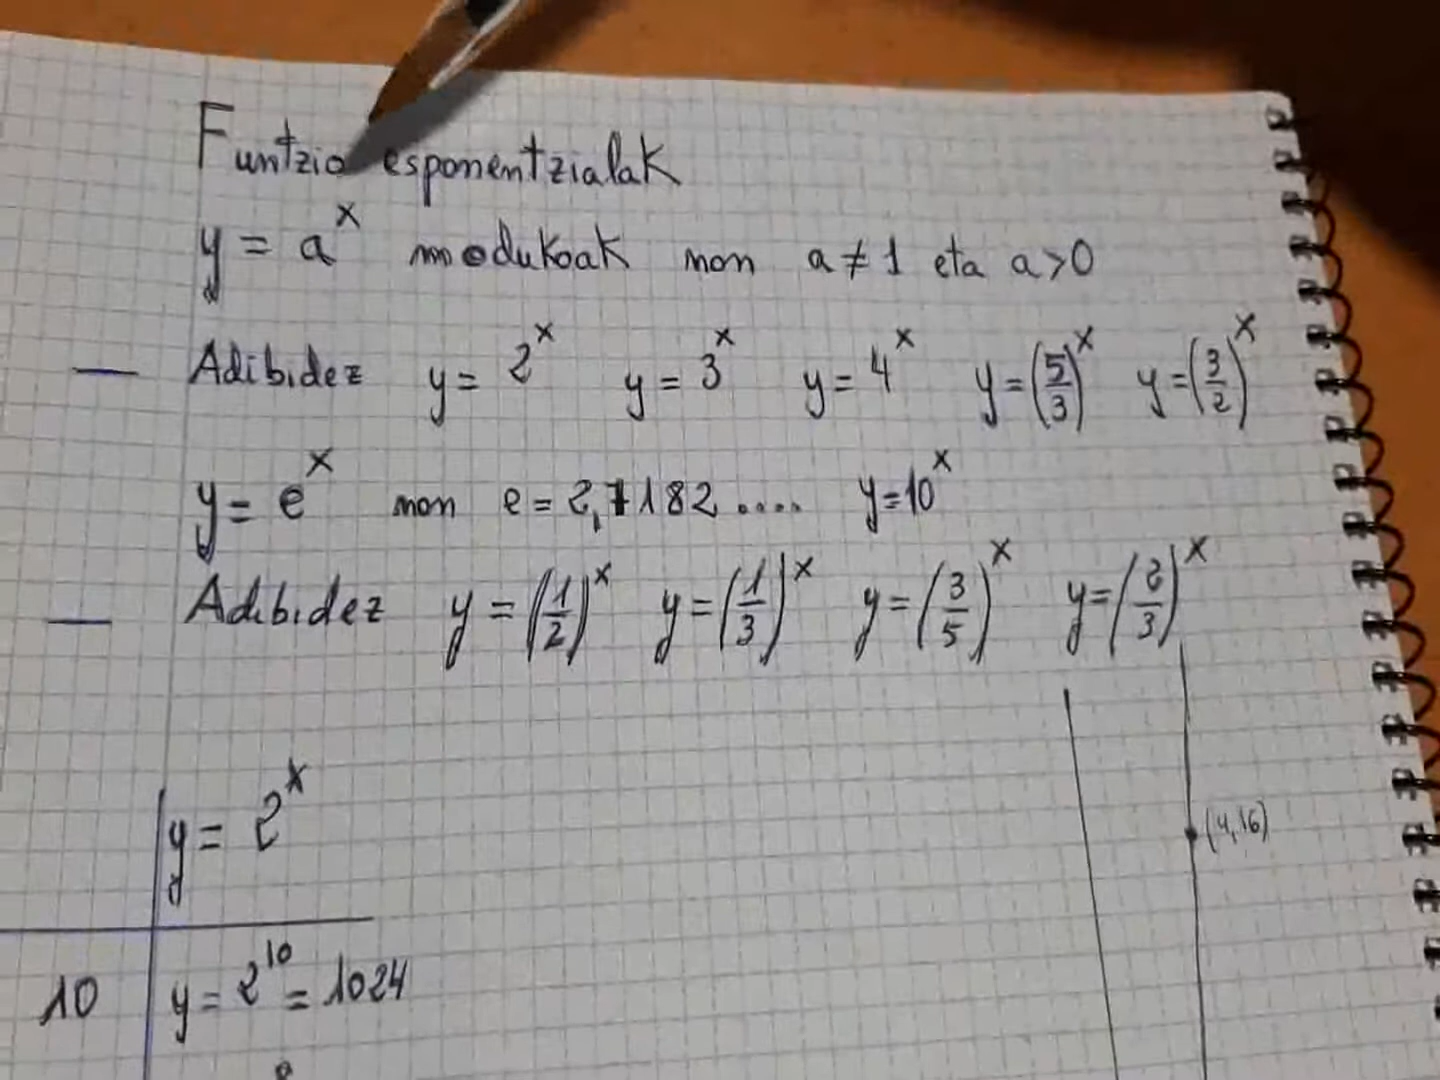 Funtzio esponentzialak
y = a^x modukoak non a ≠ 1 eta a > 0
— Adibidez y = 2^x y = 3^x y = 4^x y = (5/3)^x y = (3/2)^x
y = e^x non e = 2,7182.... y = 10^x
— Adibidez y = (1/2)^x y = (1/3)^x y = (3/5)^x y = (2/3)^x
y = 2^x
(4,16)
10 y = 2^10 = 1024